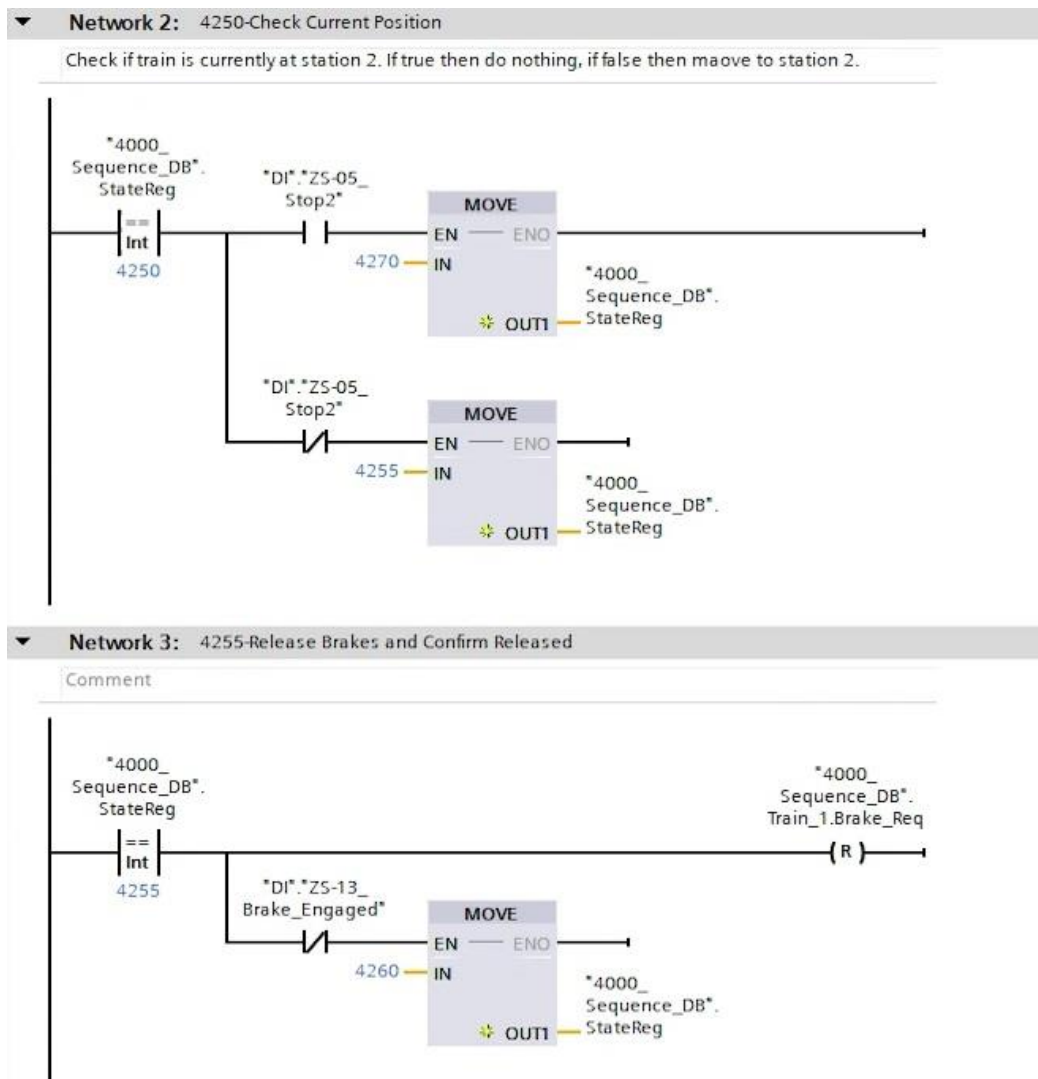 Network 2: 4250-Check Current Position
Check if train is currently at station 2. If true then do nothing, if false then maove to station 2.
"4000_
Sequence_DB".
StateReg
==
Int
4250
"DI"."ZS-05_
Stop2"
MOVE
EN ENO
4270 IN
OUT1
"4000_
Sequence_DB".
StateReg
"DI"."ZS-05_
Stop2"
MOVE
EN ENO
4255 IN
OUT1
"4000_
Sequence_DB".
StateReg
Network 3: 4255-Release Brakes and Confirm Released
Comment
"4000_
Sequence_DB".
StateReg
==
Int
4255
"4000_
Sequence_DB".
Train_1.Brake_Req
R
"DI"."ZS-13_
Brake_Engaged"
MOVE
EN ENO
4260 IN
OUT1
"4000_
Sequence_DB".
StateReg